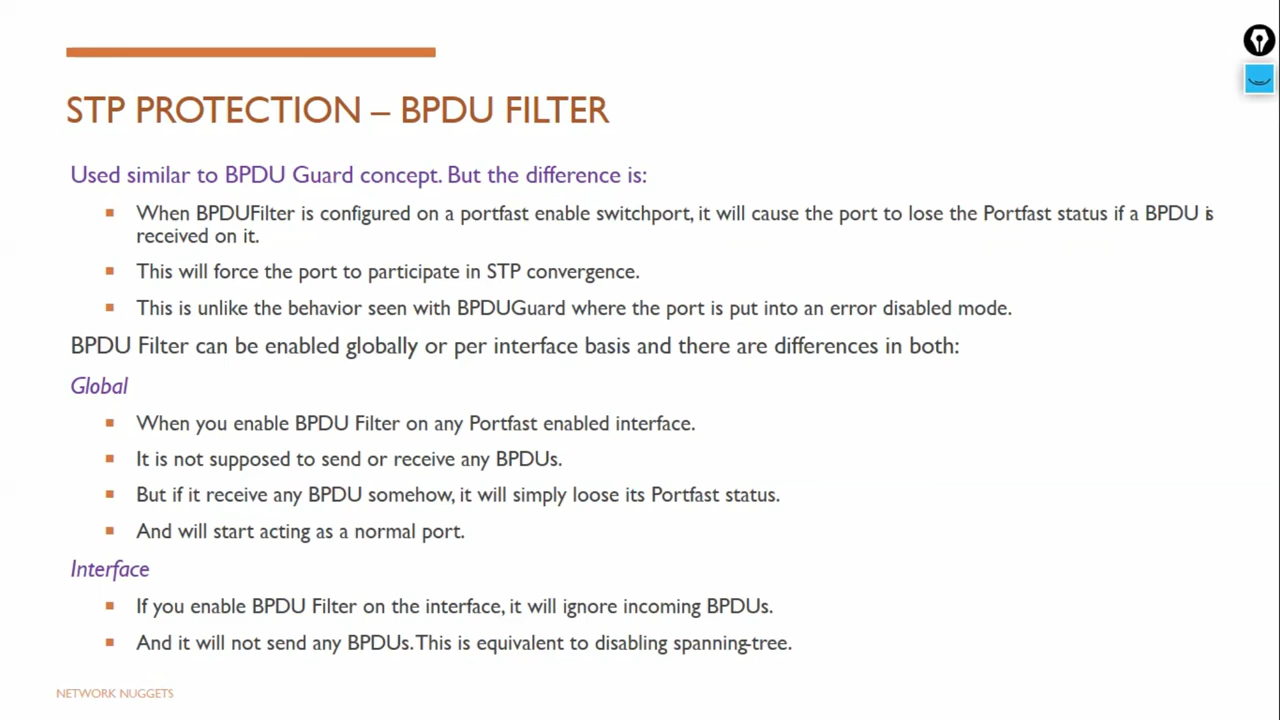 STP PROTECTION – BPDU FILTER
Used similar to BPDU Guard concept. But the difference is:
▪ When BPDUFilter is configured on a portfast enable switchport, it will cause the port to lose the Portfast status if a BPDU is
received on it.
▪ This will force the port to participate in STP convergence.
▪ This is unlike the behavior seen with BPDUGuard where the port is put into an error disabled mode.
BPDU Filter can be enabled globally or per interface basis and there are differences in both:
Global
▪ When you enable BPDU Filter on any Portfast enabled interface.
▪ It is not supposed to send or receive any BPDUs.
▪ But if it receive any BPDU somehow, it will simply loose its Portfast status.
▪ And will start acting as a normal port.
Interface
▪ If you enable BPDU Filter on the interface, it will ignore incoming BPDUs.
▪ And it will not send any BPDUs. This is equivalent to disabling spanning-tree.
NETWORK NUGGETS